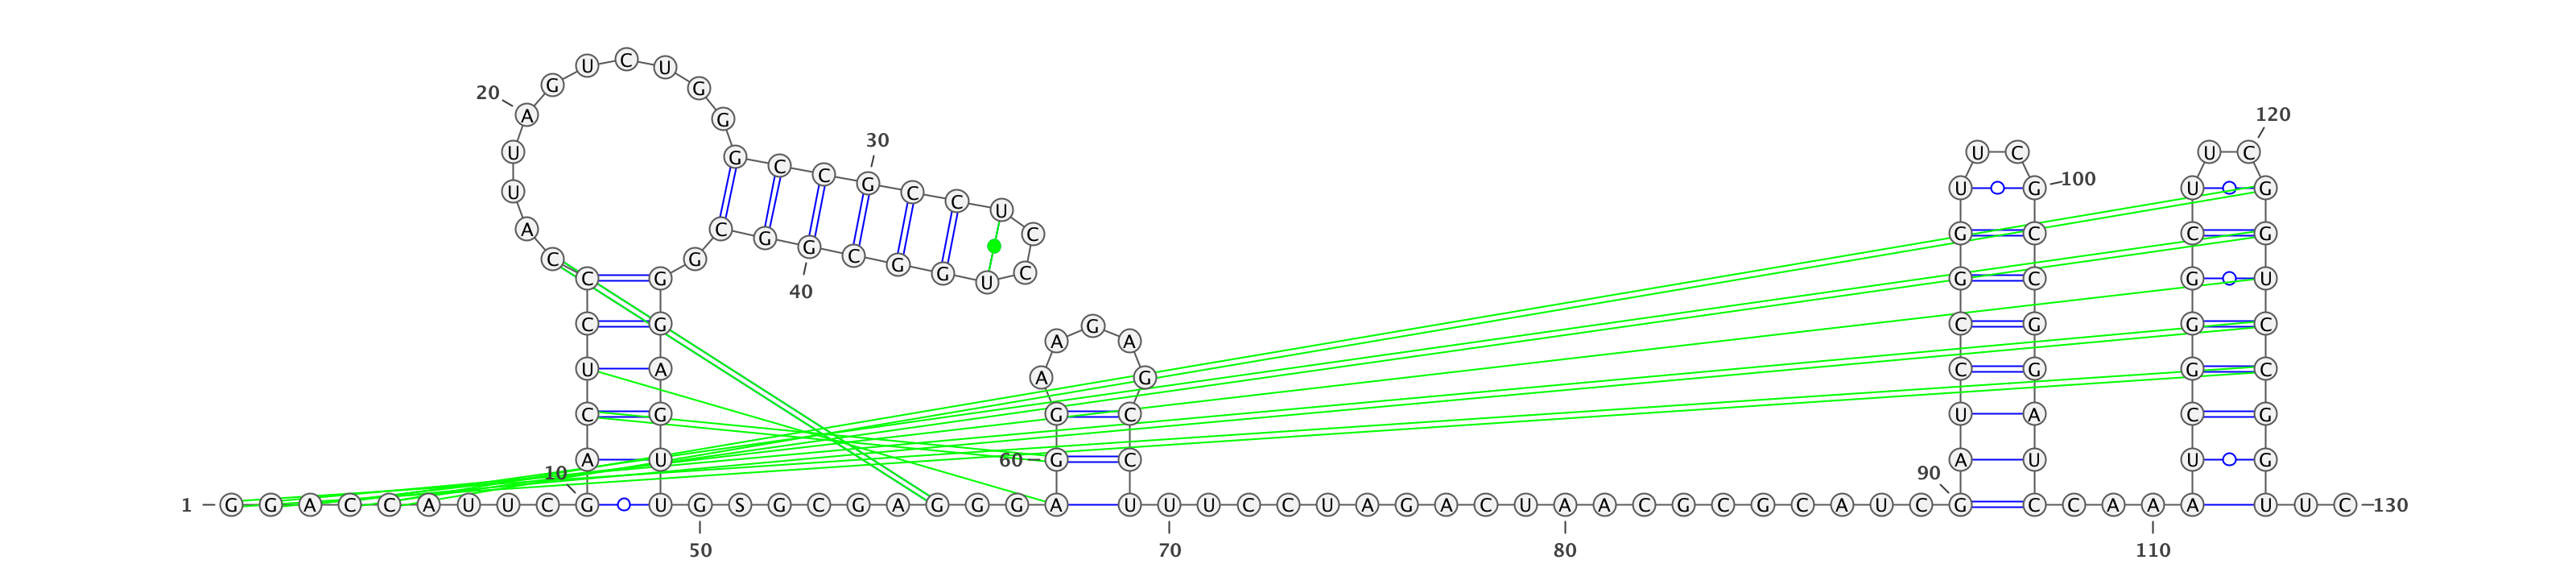 1 G G A C C A U U C G
10
A C U C C C A U U A
20
G U C U G G G C C G
30
C C U C C U G G C G
40
G C G G G A G U U G
50
S G C G A G G G A G
60
G A A G A G C C U U
70
U C C U A G A C U A
80
A C G C G C A U C G
90
A U C C G G U U C G
100
C C G G A U C C A A
110
A U C G G G C U U C
120
G G U C C G G U U C
130